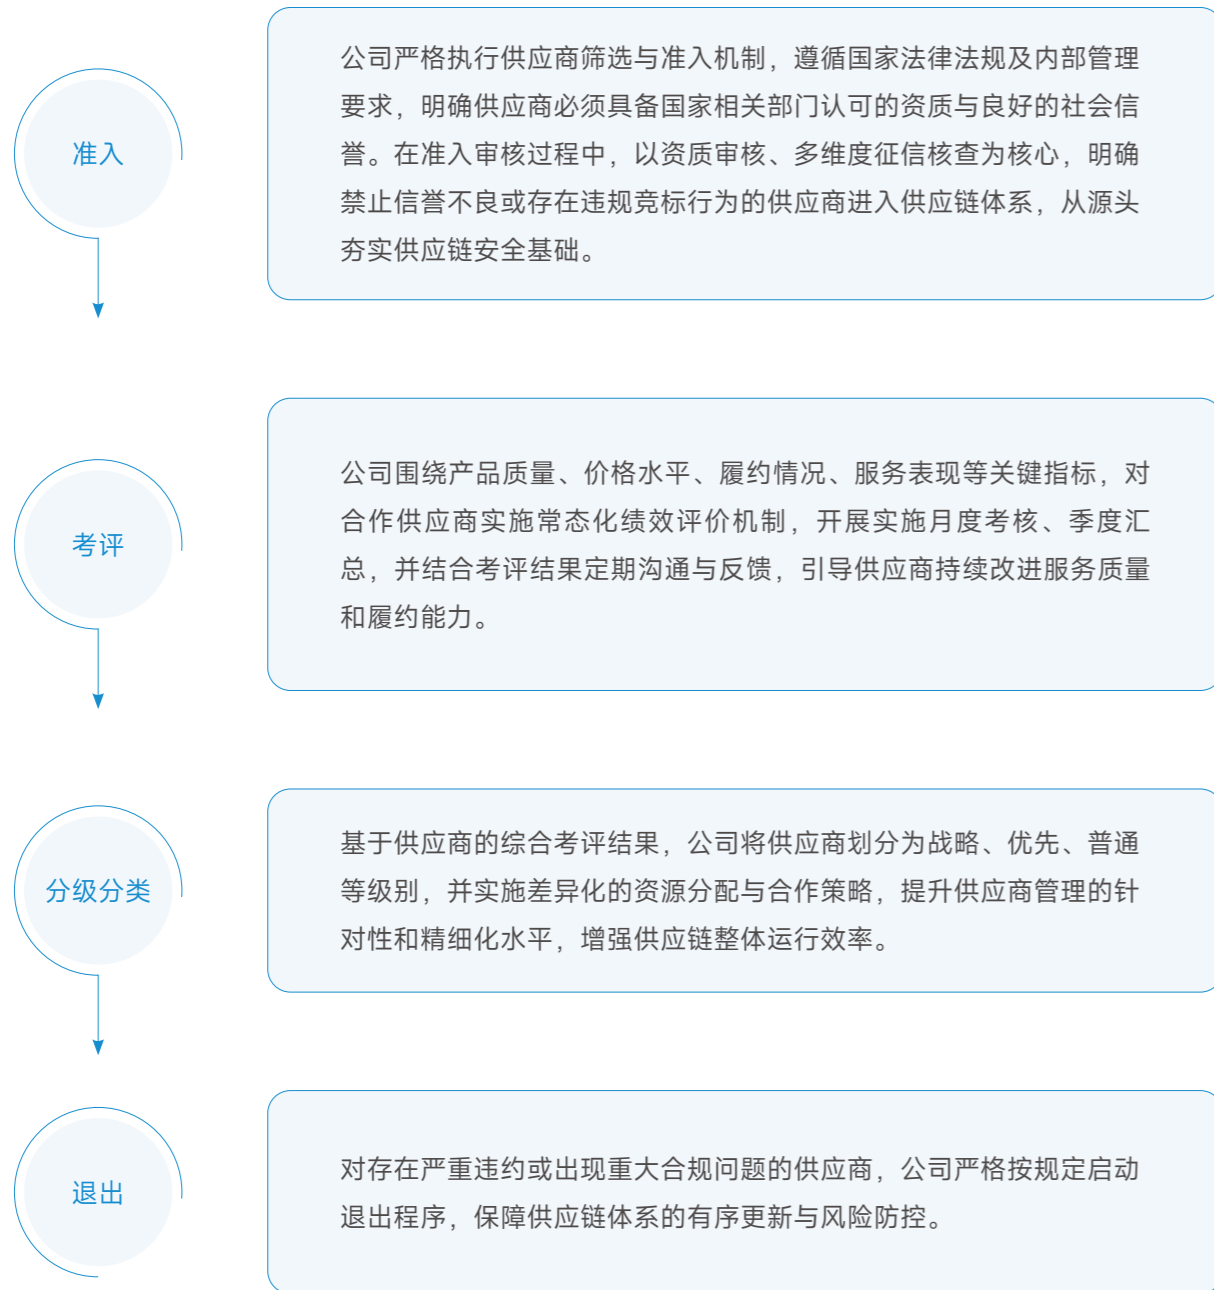 准入
公司严格执行供应商筛选与准入机制，遵循国家法律法规及内部管理
要求，明确供应商必须具备国家相关部门认可的资质与良好的社会信
誉。在准入审核过程中，以资质审核、多维度征信核查为核心，明确
禁止信誉不良或存在违规竞标行为的供应商进入供应链体系，从源头
夯实供应链安全基础。
考评
公司围绕产品质量、价格水平、履约情况、服务表现等关键指标，对
合作供应商实施常态化绩效评价机制，开展实施月度考核、季度汇
总，并结合考评结果定期沟通与反馈，引导供应商持续改进服务质量
和履约能力。
分级分类
基于供应商的综合考评结果，公司将供应商划分为战略、优先、普通
等级别，并实施差异化的资源分配与合作策略，提升供应商管理的针
对性和精细化水平，增强供应链整体运行效率。
退出
对存在严重违约或出现重大合规问题的供应商，公司严格按规定启动
退出程序，保障供应链体系的有序更新与风险防控。